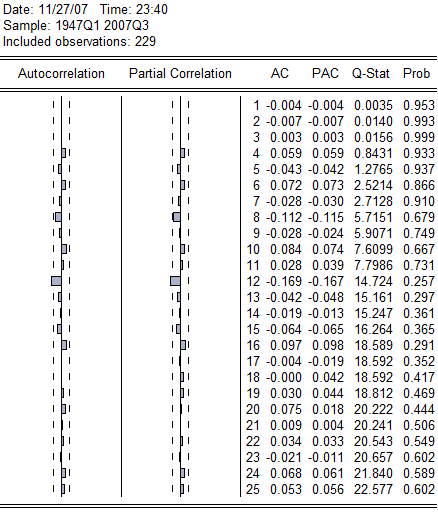 Date: 11/27/07 Time: 23:40
Sample: 1947Q1 2007Q3
Included observations: 229
Autocorrelation Partial Correlation AC PAC Q-Stat Prob
1 -0.004 -0.004 0.0035 0.953
2 -0.007 -0.007 0.0140 0.993
3 0.003 0.003 0.0156 0.999
4 0.059 0.059 0.8431 0.933
5 -0.043 -0.042 1.2765 0.937
6 0.072 0.073 2.5214 0.866
7 -0.028 -0.030 2.7128 0.910
8 -0.112 -0.115 5.7151 0.679
9 -0.028 -0.024 5.9071 0.749
10 0.084 0.074 7.6099 0.667
11 0.028 0.039 7.7986 0.731
12 -0.169 -0.167 14.724 0.257
13 -0.042 -0.048 15.161 0.297
14 -0.019 -0.013 15.247 0.361
15 -0.064 -0.065 16.264 0.365
16 0.097 0.098 18.589 0.291
17 -0.004 -0.019 18.592 0.352
18 -0.000 0.042 18.592 0.417
19 0.030 0.044 18.812 0.469
20 0.075 0.018 20.222 0.444
21 0.009 0.004 20.241 0.506
22 0.034 0.033 20.543 0.549
23 -0.021 -0.011 20.657 0.602
24 0.068 0.061 21.840 0.589
25 0.053 0.056 22.577 0.602